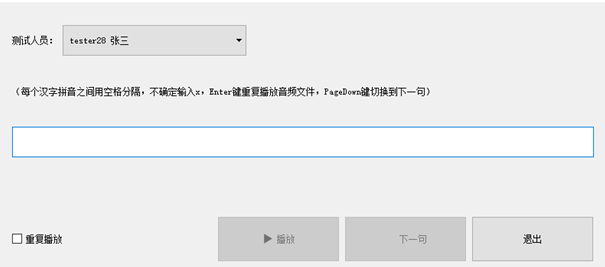 测试人员： tester28 张三
（每个汉字拼音之间用空格分隔，不确定输入x，Enter键重复播放音频文件，PageDown键切换到下一句）
重复播放 ▶ 播放 下一句 退出